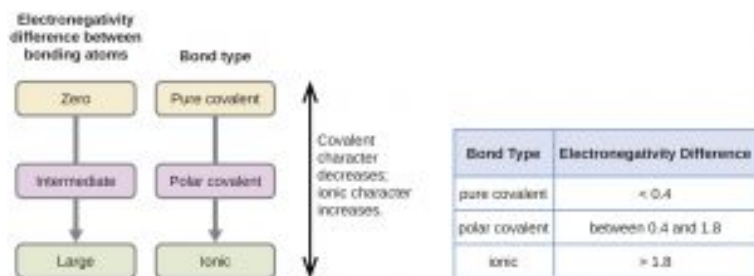 Electronegativity
difference between
bonding atoms
Bond type
Zero
Pure covalent
Intermediate
Polar covalent
Large
Ionic
Covalent
character
decreases;
ionic character
increases.
Bond Type Electronegativity Difference
pure covalent < 0.4
polar covalent between 0.4 and 1.8
ionic > 1.8